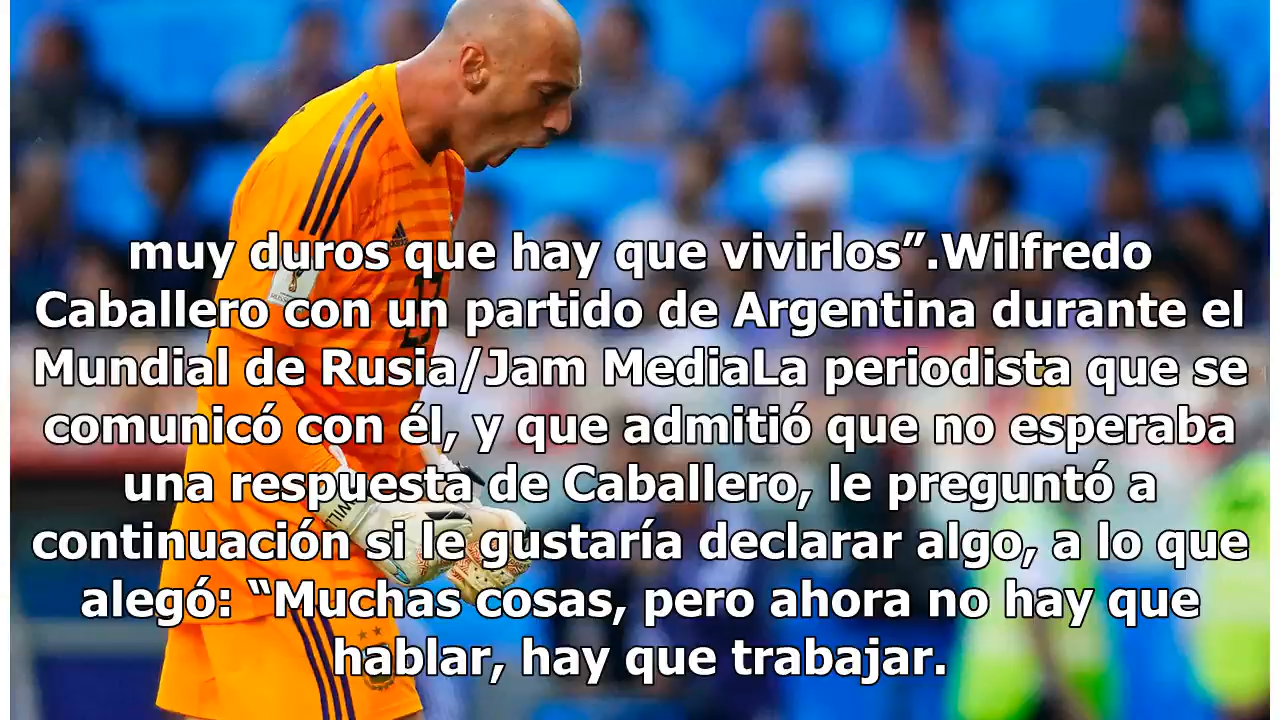 muy duros que hay que vivirlos”.Wilfredo
Caballero con un partido de Argentina durante el
Mundial de Rusia/Jam MediaLa periodista que se
comunicó con él, y que admitió que no esperaba
una respuesta de Caballero, le preguntó a
continuación si le gustaría declarar algo, a lo que
alegó: “Muchas cosas, pero ahora no hay que
hablar, hay que trabajar.
WILL